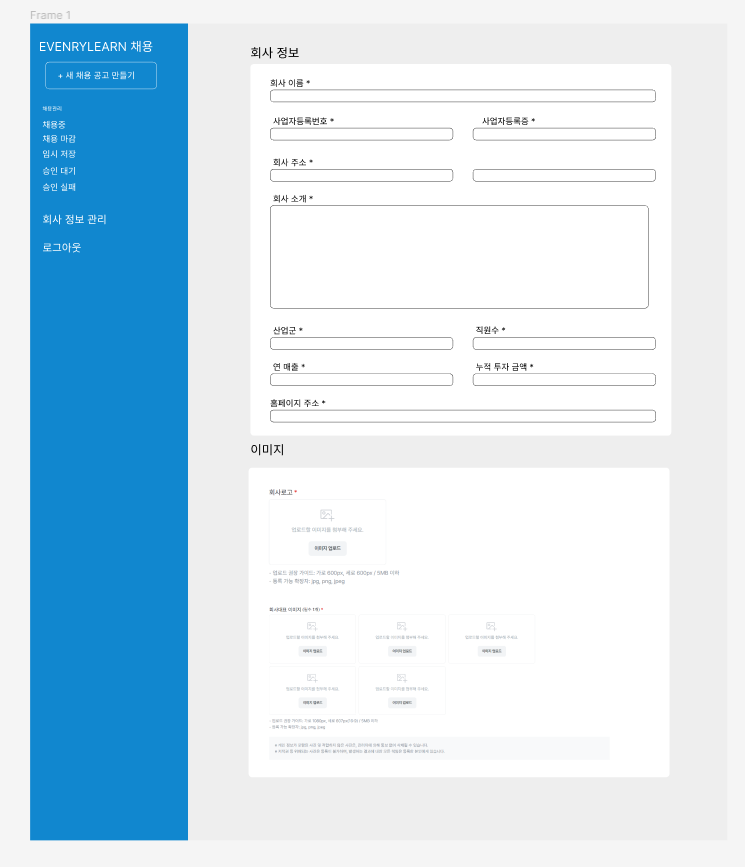 Frame 1
EVENRYLEARN 채용
+ 새 채용 공고 만들기
채용관리
채용중
채용 마감
임시 저장
승인 대기
승인 실패
회사 정보 관리
로그아웃
회사 정보
회사 이름 *
사업자등록번호 * 사업자등록증 *
회사 주소 *
회사 소개 *
산업군 * 직원수 *
연 매출 * 누적 투자 금액 *
홈페이지 주소 *
이미지
회사로고 *
업로드할 이미지를 첨부해 주세요.
이미지 업로드
- 업로드 권장 가이드: 가로 600px, 세로 600px / 5MB 이하
- 등록 가능 확장자: jpg, png, jpeg
회사대표 이미지 (필수 1개) *
업로드할 이미지를 첨부해 주세요. 업로드할 이미지를 첨부해 주세요. 업로드할 이미지를 첨부해 주세요.
이미지 업로드 이미지 업로드 이미지 업로드
업로드할 이미지를 첨부해 주세요. 업로드할 이미지를 첨부해 주세요.
이미지 업로드 이미지 업로드
- 등록 가능 확장자: jpg, png, jpeg